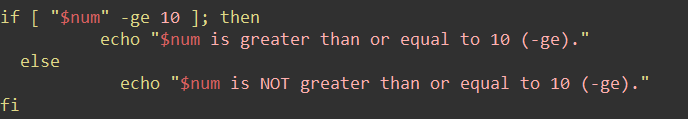 if [ "$num" -ge 10 ]; then
echo "$num is greater than or equal to 10 (-ge)."
else
echo "$num is NOT greater than or equal to 10 (-ge)."
fi